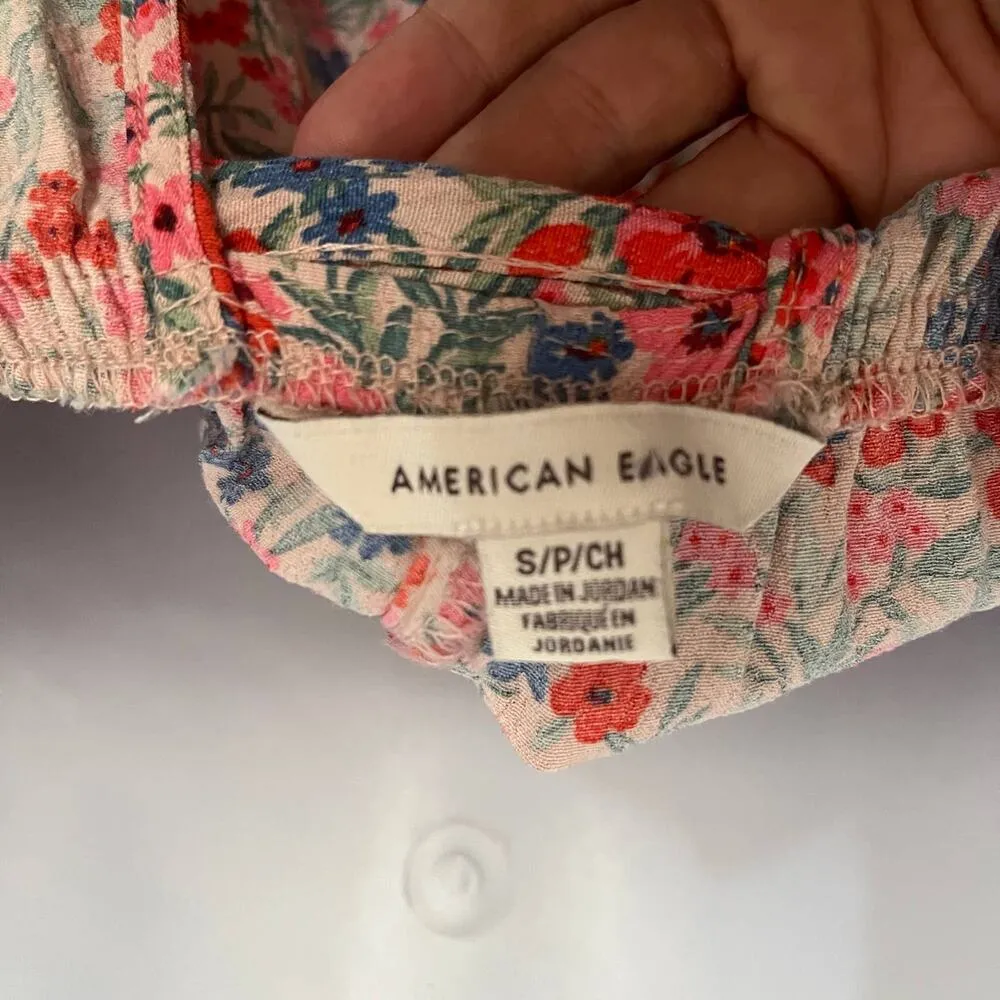 AMERICAN EAGLE
S/P/CH
MADE IN JORDAN
FABRIQUÉ EN
JORDANIE